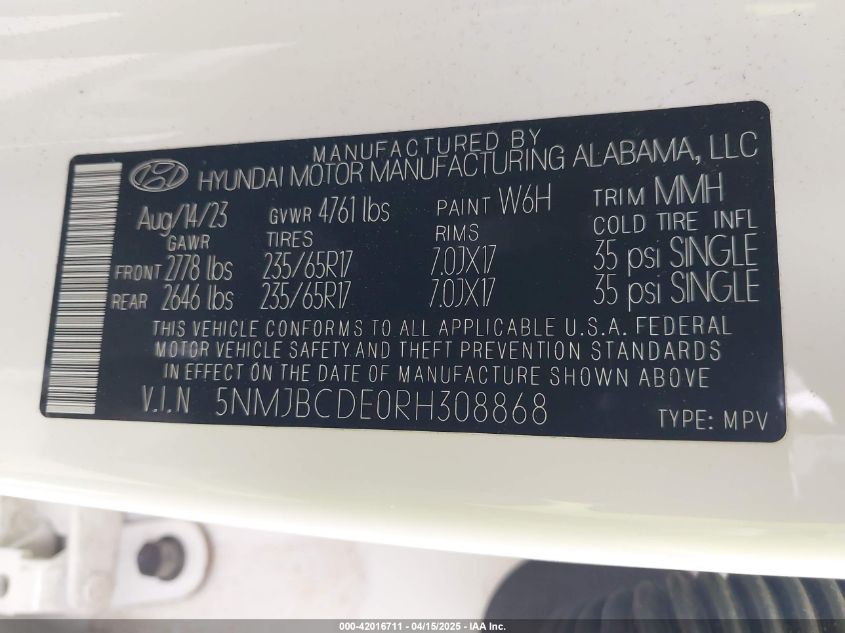 MANUFACTURED BY
HYUNDAI MOTOR MANUFACTURING ALABAMA, LLC
Aug/14/23 GVWR 4761 lbs PAINT W6H TRIM MMH
GAWR TIRES RIMS COLD TIRE INFL
FRONT 2778 lbs 235/65R17 7.0JX17 35 psi SINGLE
REAR 2646 lbs 235/65R17 7.0JX17 35 psi SINGLE
THIS VEHICLE CONFORMS TO ALL APPLICABLE U.S.A. FEDERAL
MOTOR VEHICLE SAFETY AND THEFT PREVENTION STANDARDS
IN EFFECT ON THE DATE OF MANUFACTURE SHOWN ABOVE
V.I.N 5NMJBCDE0RH308868 TYPE: MPV
000-42016711 - 04/15/2025 - IAA Inc.